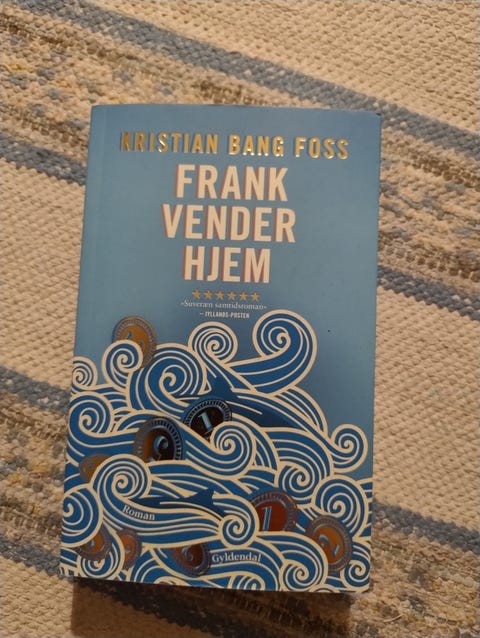 KRISTIAN BANG FOSS
FRANK
VENDER
HJEM
★★★★★★
»Suveræn samtidsroman«
– JYLLANDS-POSTEN
Roman
Gyldendal